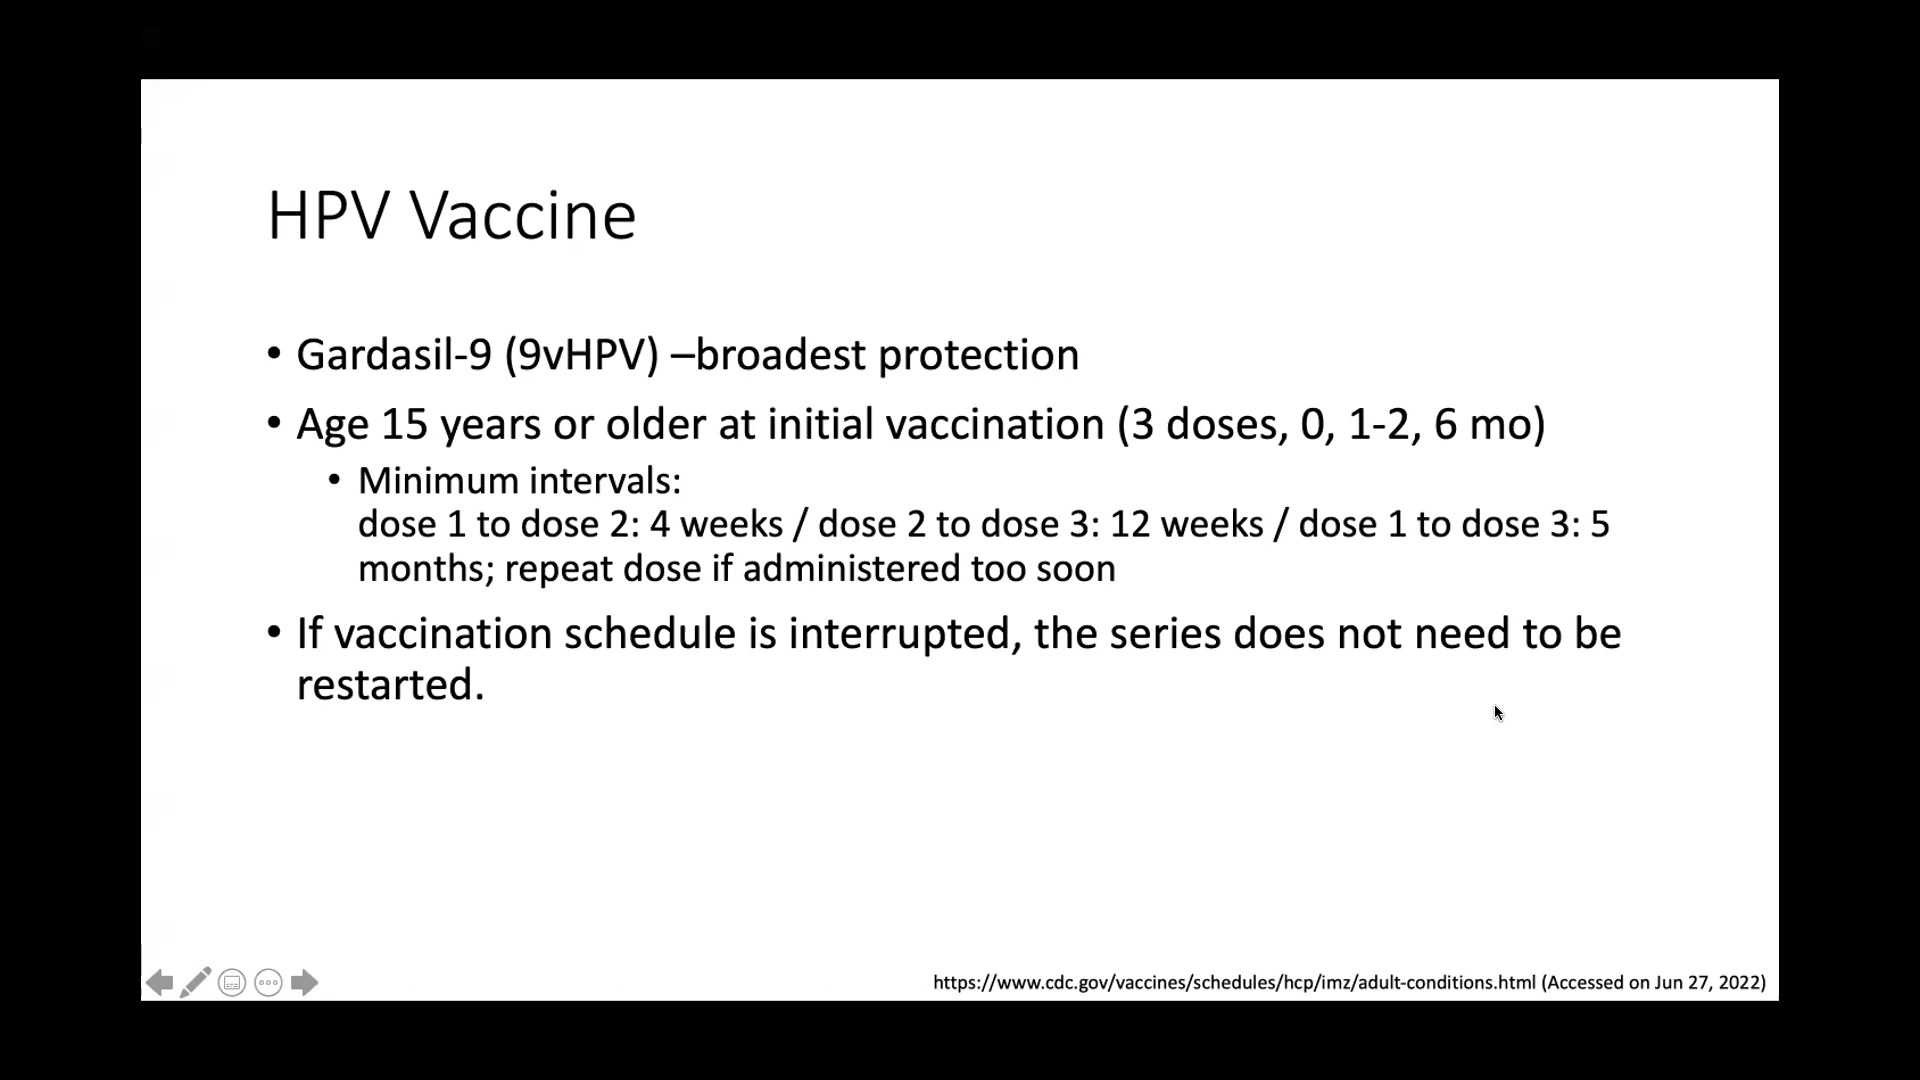 HPV Vaccine
• Gardasil-9 (9vHPV) –broadest protection
• Age 15 years or older at initial vaccination (3 doses, 0, 1-2, 6 mo)
• Minimum intervals:
dose 1 to dose 2: 4 weeks / dose 2 to dose 3: 12 weeks / dose 1 to dose 3: 5
months; repeat dose if administered too soon
• If vaccination schedule is interrupted, the series does not need to be
restarted.
https://www.cdc.gov/vaccines/schedules/hcp/imz/adult-conditions.html (Accessed on Jun 27, 2022)